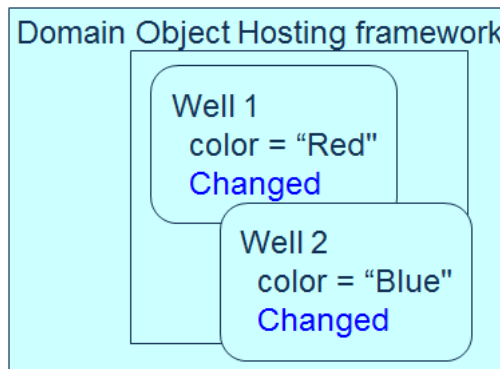 Domain Object Hosting framework
Well 1
color = “Red"
Changed
Well 2
color = “Blue"
Changed